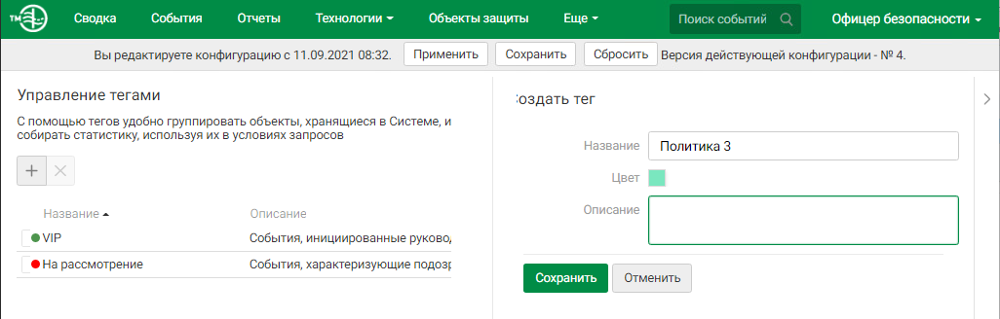 ТМ Сводка События Отчеты Технологии Объекты защиты Еще Поиск событий Офицер безопасности
Вы редактируете конфигурацию с 11.09.2021 08:32. Применить Сохранить Сбросить Версия действующей конфигурации - № 4.
Управление тегами
С помощью тегов удобно группировать объекты, хранящиеся в Системе, и
собирать статистику, используя их в условиях запросов
Название Описание
VIP События, инициированные руковод
На рассмотрение События, характеризующие подозр
Создать тег
Название Политика 3
Цвет
Описание
Сохранить Отменить